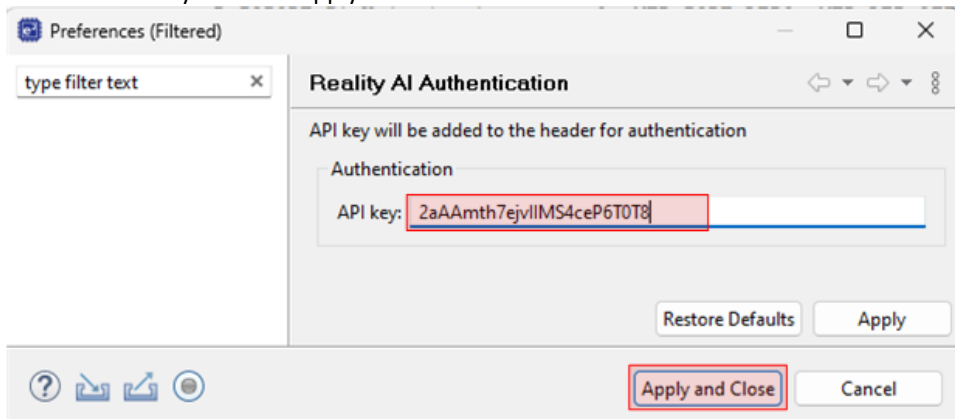 Preferences (Filtered)
type filter text
Reality AI Authentication
API key will be added to the header for authentication
Authentication
API key: 2aAAmth7ejvIIMS4ceP6T0T8
Restore Defaults
Apply
Apply and Close
Cancel